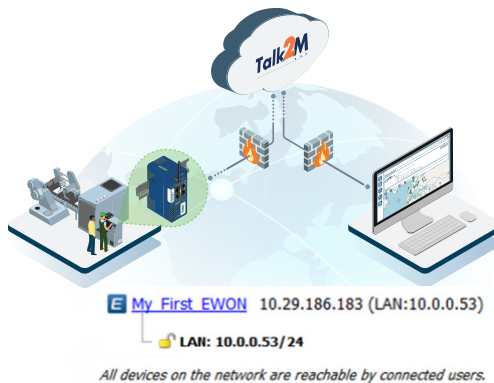 Talk2M
My_First_EWON 10.29.186.183 (LAN:10.0.0.53)
LAN: 10.0.0.53/24
All devices on the network are reachable by connected users.